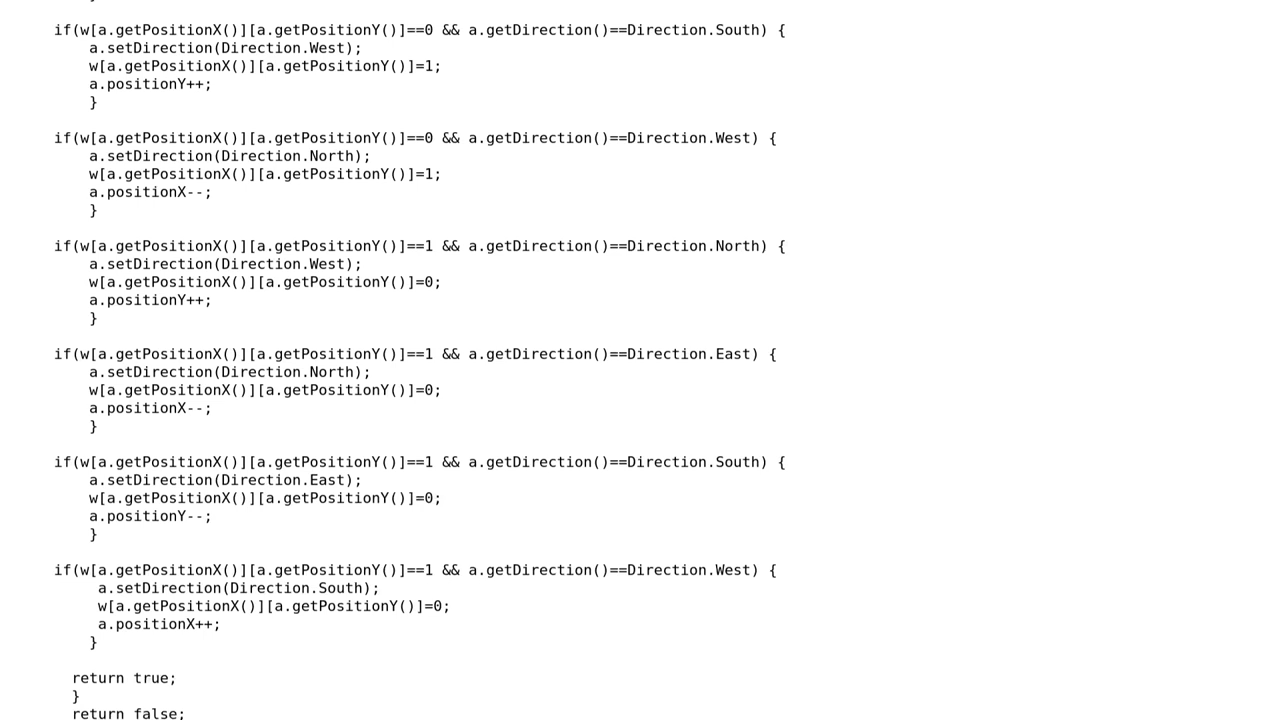 if(w[a.getPositionX()][a.getPositionY()]==0 && a.getDirection()==Direction.South) {
a.setDirection(Direction.West);
w[a.getPositionX()][a.getPositionY()]=1;
a.positionY++;
}
if(w[a.getPositionX()][a.getPositionY()]==0 && a.getDirection()==Direction.West) {
a.setDirection(Direction.North);
w[a.getPositionX()][a.getPositionY()]=1;
a.positionX--;
}
if(w[a.getPositionX()][a.getPositionY()]==1 && a.getDirection()==Direction.North) {
a.setDirection(Direction.West);
w[a.getPositionX()][a.getPositionY()]=0;
a.positionY++;
}
if(w[a.getPositionX()][a.getPositionY()]==1 && a.getDirection()==Direction.East) {
a.setDirection(Direction.North);
w[a.getPositionX()][a.getPositionY()]=0;
a.positionX--;
}
if(w[a.getPositionX()][a.getPositionY()]==1 && a.getDirection()==Direction.South) {
a.setDirection(Direction.East);
w[a.getPositionX()][a.getPositionY()]=0;
a.positionY--;
}
if(w[a.getPositionX()][a.getPositionY()]==1 && a.getDirection()==Direction.West) {
a.setDirection(Direction.South);
w[a.getPositionX()][a.getPositionY()]=0;
a.positionX++;
}
return true;
}
return false;